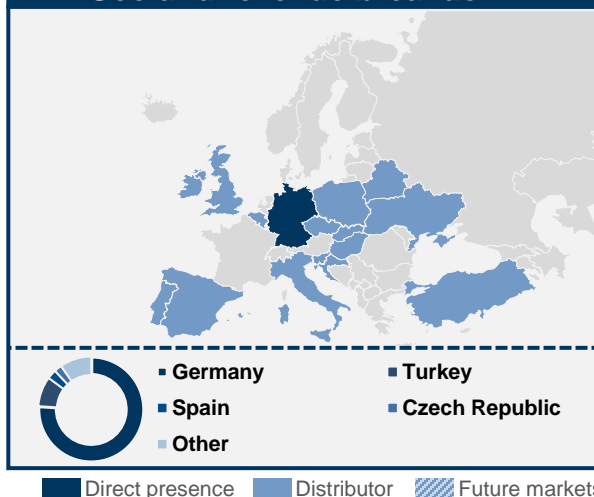 Germany
Turkey
Spain
Czech Republic
Other
Direct presence
Distributor
Future markets